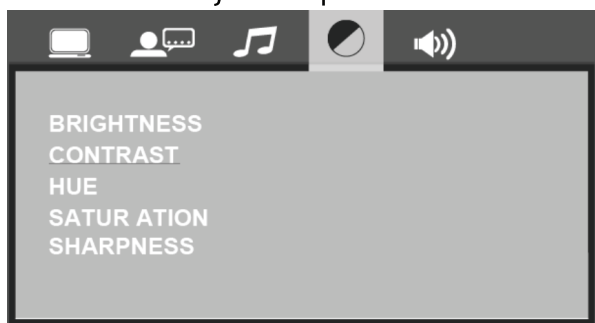 BRIGHTNESS
CONTRAST
HUE
SATUR ATION
SHARPNESS